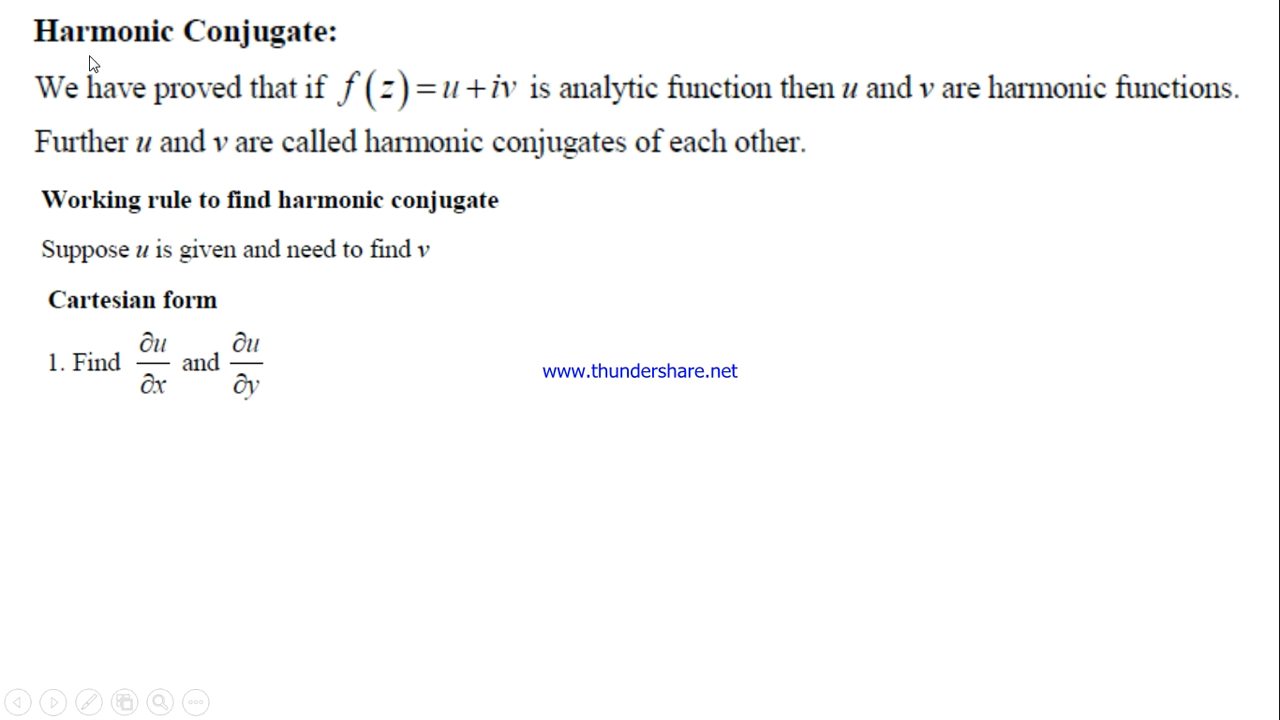 Harmonic Conjugate:
We have proved that if f(z)=u+iv is analytic function then u and v are harmonic functions.
Further u and v are called harmonic conjugates of each other.
Working rule to find harmonic conjugate
Suppose u is given and need to find v
Cartesian form
1. Find ∂u/∂x and ∂u/∂y
www.thundershare.net